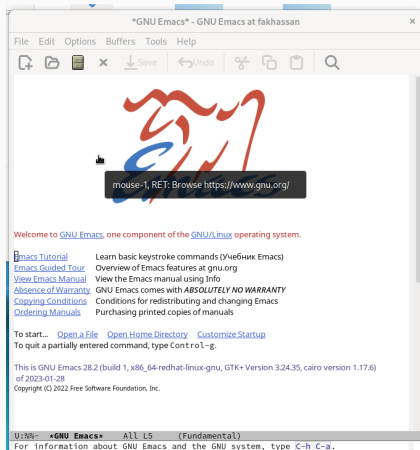 *GNU Emacs* - GNU Emacs at fakhassan
File Edit Options Buffers Tools Help
Save Undo
Emacs
mouse-1, RET: Browse https://www.gnu.org/
Welcome to GNU Emacs, one component of the GNU/Linux operating system.
Emacs Tutorial Learn basic keystroke commands (Учебник Emacs)
Emacs Guided Tour Overview of Emacs features at gnu.org
View Emacs Manual View the Emacs manual using Info
Absence of Warranty GNU Emacs comes with ABSOLUTELY NO WARRANTY
Copying Conditions Conditions for redistributing and changing Emacs
Ordering Manuals Purchasing printed copies of manuals
To start... Open a File Open Home Directory Customize Startup
To quit a partially entered command, type Control-g.
This is GNU Emacs 28.2 (build 1, x86_64-redhat-linux-gnu, GTK+ Version 3.24.35, cairo version 1.17.6)
of 2023-01-28
Copyright (C) 2022 Free Software Foundation, Inc.
U:%%- *GNU Emacs* All L5 (Fundamental)
For information about GNU Emacs and the GNU system, type C-h C-a.